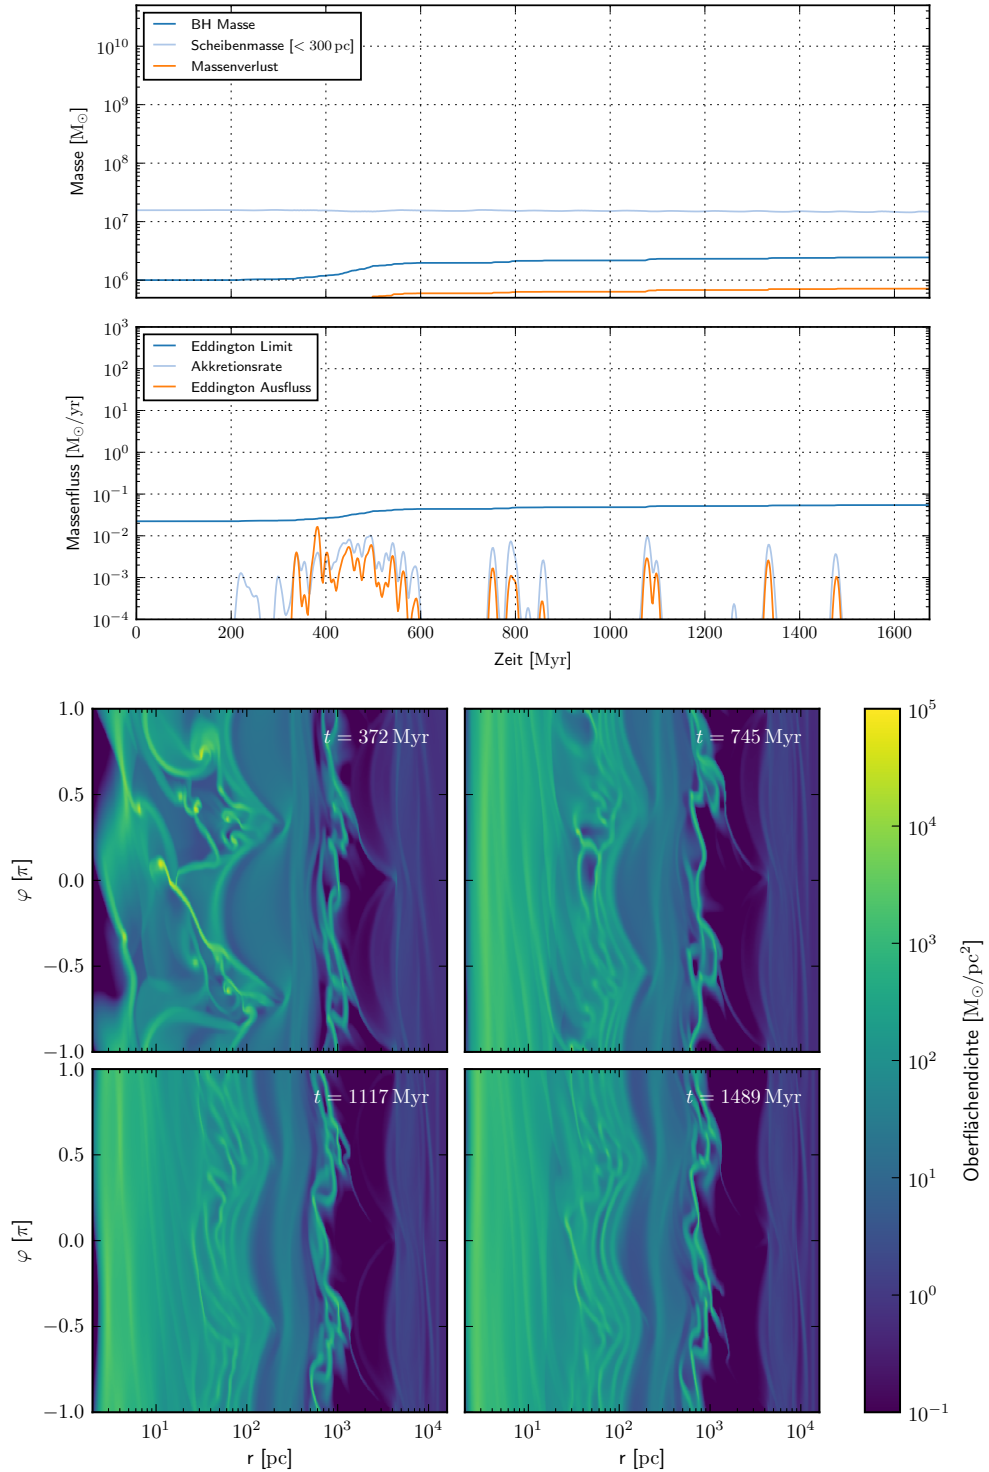 BH Masse
Scheibenmasse [< 300 pc]
Massenverlust
10^10
10^9
10^8
10^7
10^6
Masse [M_⊙]
Eddington Limit
Akkretionsrate
Eddington Ausfluss
10^3
10^2
10^1
10^0
10^−1
10^−2
10^−3
10^−4
Massenfluss [M_⊙/yr]
0 200 400 600 800 1000 1200 1400 1600
Zeit [Myr]
t = 372 Myr
t = 745 Myr
1.0
0.5
0.0
−0.5
−1.0
φ [π]
t = 1117 Myr
t = 1489 Myr
1.0
0.5
0.0
−0.5
−1.0
φ [π]
10^1 10^2 10^3 10^4
r [pc]
10^1 10^2 10^3 10^4
r [pc]
10^5
10^4
10^3
10^2
10^1
10^0
10^−1
Oberflächendichte [M_⊙/pc^2]